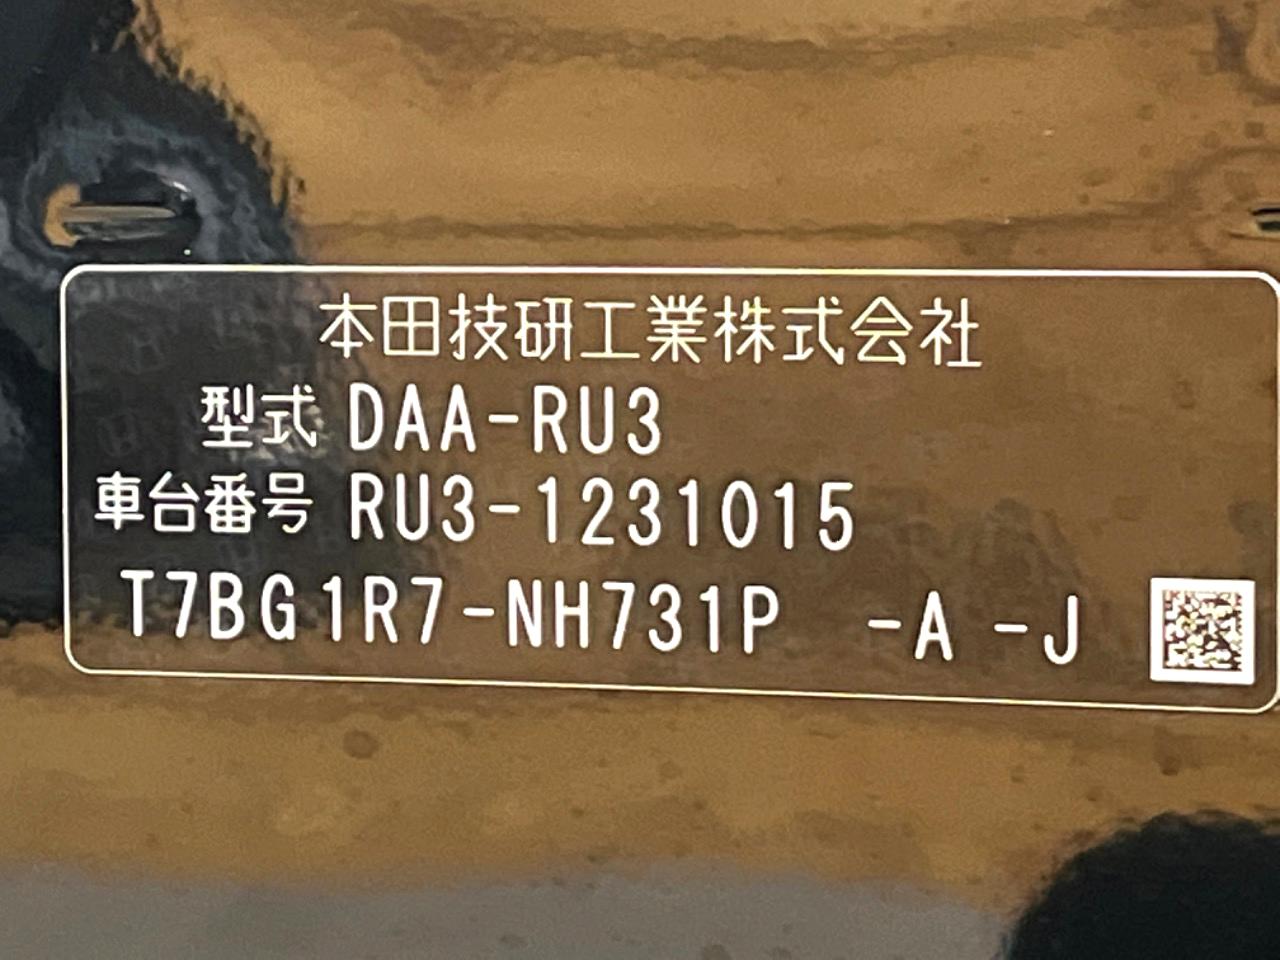 本田技研工業株式会社
型式 DAA-RU3
車台番号 RU3-1231015
T7BG1R7-NH731P -A -J